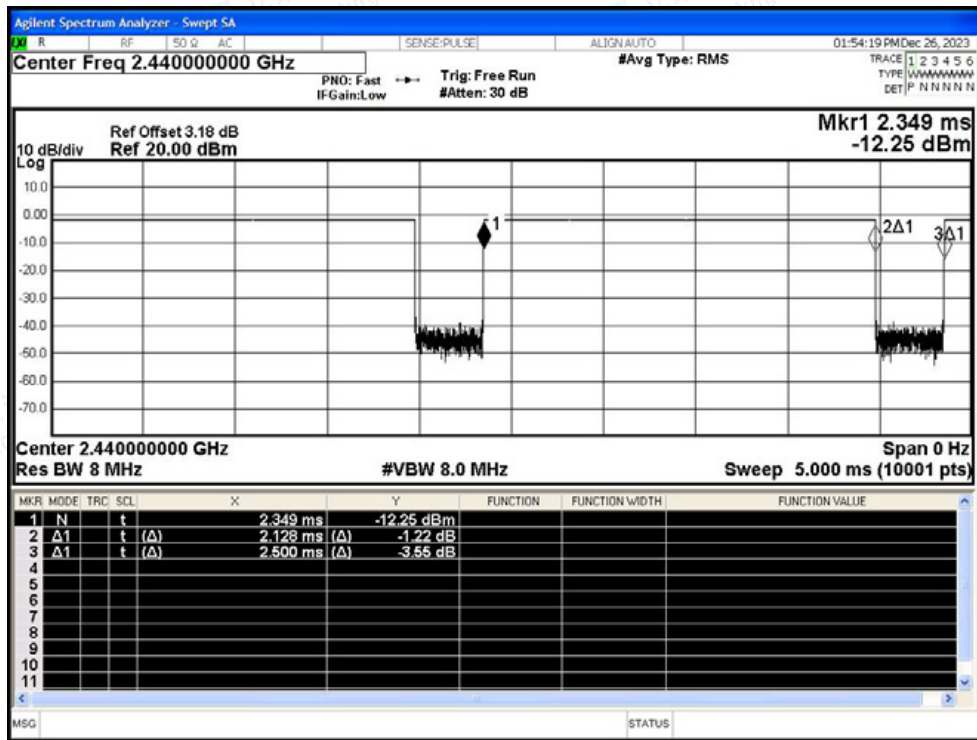 Agilent Spectrum Analyzer - Swept SA
LXI R RF 50 Ω AC SENSE:PULSE ALIGN AUTO 01:54:19 PM Dec 26, 2023
Center Freq 2.440000000 GHz #Avg Type: RMS TRACE 1 2 3 4 5 6
PNO: Fast Trig: Free Run TYPE WWWWWW
IFGain:Low #Atten: 30 dB DET P N N N N N
Mkr1 2.349 ms
Ref Offset 3.18 dB
10 dB/div Ref 20.00 dBm -12.25 dBm
Log
10.0
0.00
1 2Δ1 3Δ1
-10.0
-20.0
-30.0
-40.0
-50.0
-60.0
-70.0
Center 2.440000000 GHz Span 0 Hz
Res BW 8 MHz #VBW 8.0 MHz Sweep 5.000 ms (10001 pts)
MKR MODE TRC SCL X Y FUNCTION FUNCTION WIDTH FUNCTION VALUE
1 N t 2.349 ms -12.25 dBm
2 Δ1 t (Δ) 2.128 ms (Δ) -1.22 dB
3 Δ1 t (Δ) 2.500 ms (Δ) -3.55 dB
4
5
6
7
8
9
10
11
MSG STATUS